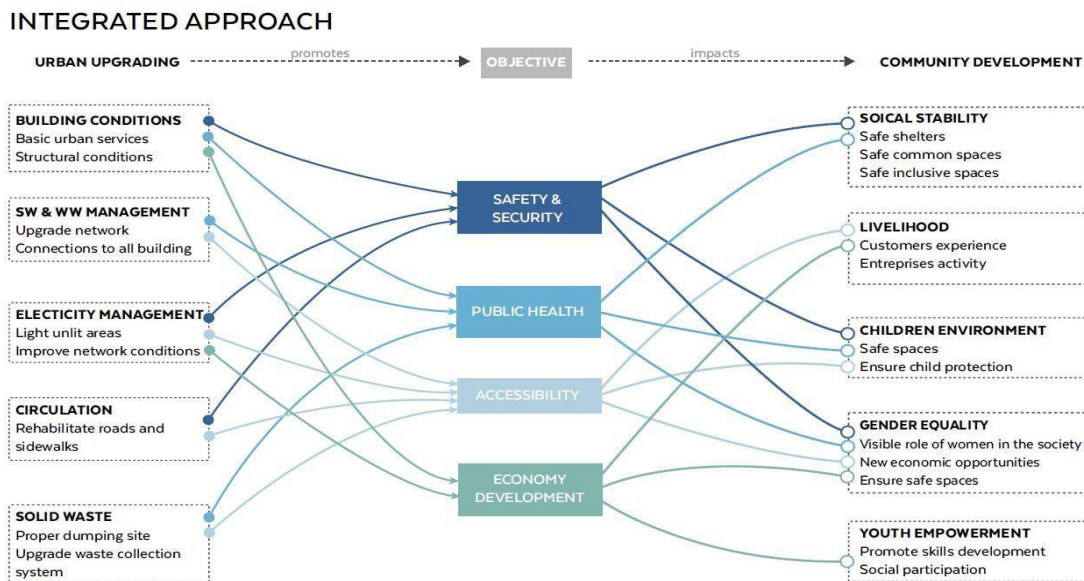 INTEGRATED APPROACH
URBAN UPGRADING
promotes
OBJECTIVE
impacts
COMMUNITY DEVELOPMENT
BUILDING CONDITIONS
Basic urban services
Structural conditions
SW & WW MANAGEMENT
Upgrade network
Connections to all building
ELECTICITY MANAGEMENT
Light unlit areas
Improve network conditions
CIRCULATION
Rehabilitate roads and
sidewalks
SOLID WASTE
Proper dumping site
Upgrade waste collection
system
SAFETY &
SECURITY
PUBLIC HEALTH
ACCESSIBILITY
ECONOMY
DEVELOPMENT
SOICAL STABILITY
Safe shelters
Safe common spaces
Safe inclusive spaces
LIVELIHOOD
Customers experience
Entreprises activity
CHILDREN ENVIRONMENT
Safe spaces
Ensure child protection
GENDER EQUALITY
Visible role of women in the society
New economic opportunities
Ensure safe spaces
YOUTH EMPOWERMENT
Promote skills development
Social participation